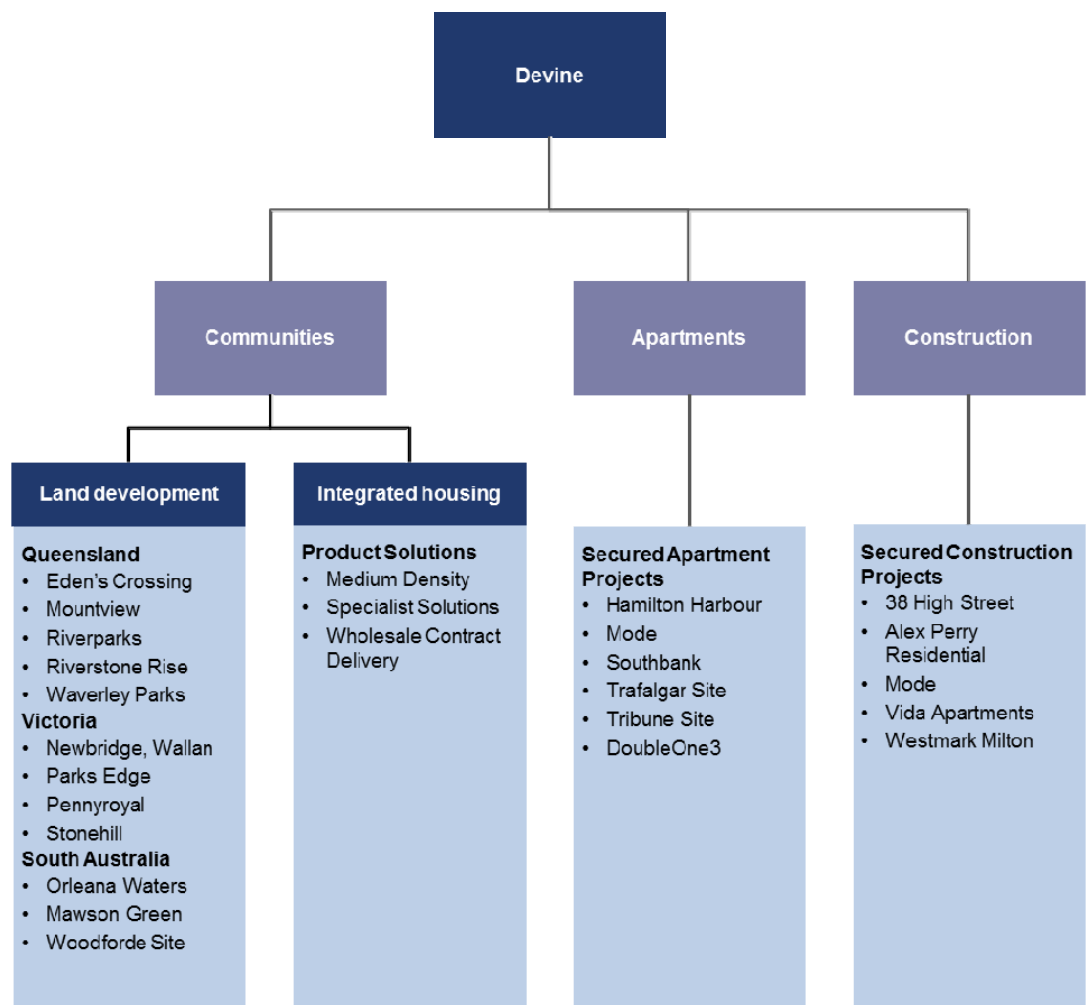 Devine
Communities
Apartments
Construction
Land development
Queensland
• Eden's Crossing
• Mountview
• Riverparks
• Riverstone Rise
• Waverley Parks
Victoria
• Newbridge, Wallan
• Parks Edge
• Pennyroyal
• Stonehill
South Australia
• Orleana Waters
• Mawson Green
• Woodforde Site
Integrated housing
Product Solutions
• Medium Density
• Specialist Solutions
• Wholesale Contract
Delivery
Secured Apartment
Projects
• Hamilton Harbour
• Mode
• Southbank
• Trafalgar Site
• Tribune Site
• DoubleOne3
Secured Construction
Projects
• 38 High Street
• Alex Perry
Residential
• Mode
• Vida Apartments
• Westmark Milton